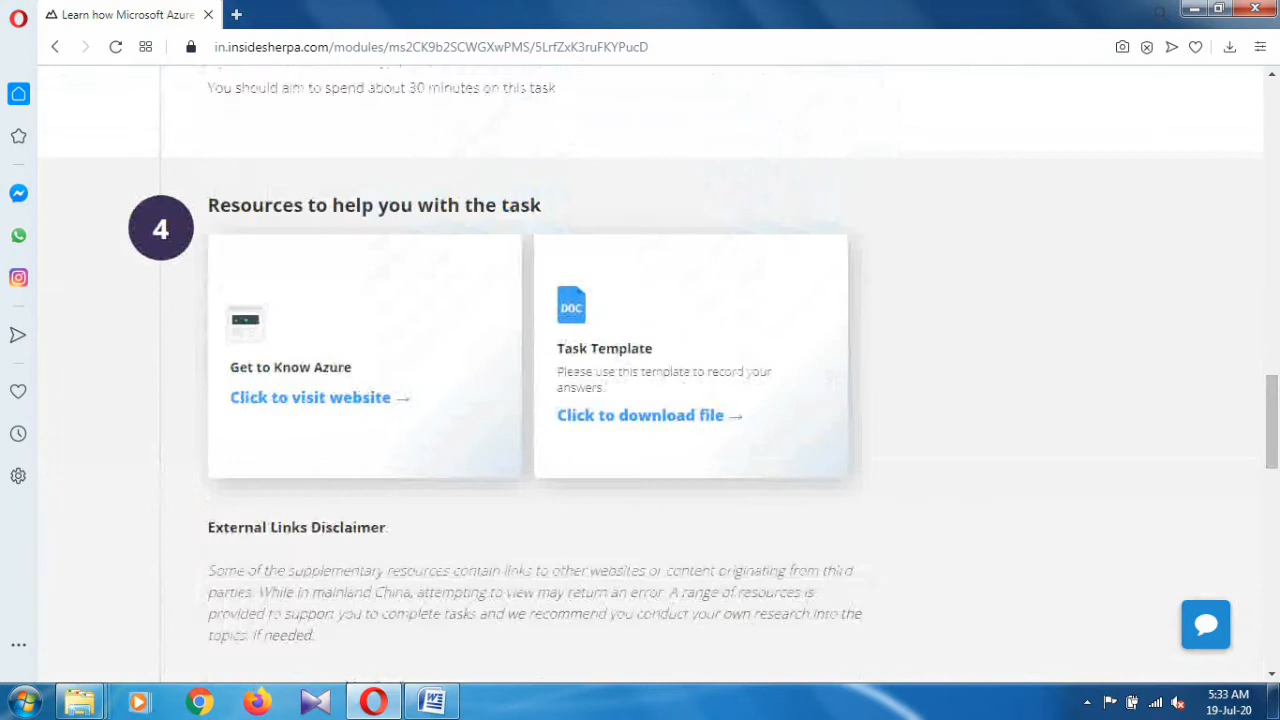 Learn how Microsoft Azure
in.insidesherpa.com/modules/ms2CK9b2SCWGXwPMS/5LrfZxK3ruFKYPucD
You should aim to spend about 30 minutes on this task
4
Resources to help you with the task
Get to Know Azure
Click to visit website →
DOC
Task Template
Please use this template to record your
answers.
Click to download file →
External Links Disclaimer:
Some of the supplementary resources contain links to other websites or content originating from third
parties. While in mainland China, attempting to view may return an error. A range of resources is
provided to support you to complete tasks and we recommend you conduct your own research into the
topics, if needed.
5:33 AM
19-Jul-20